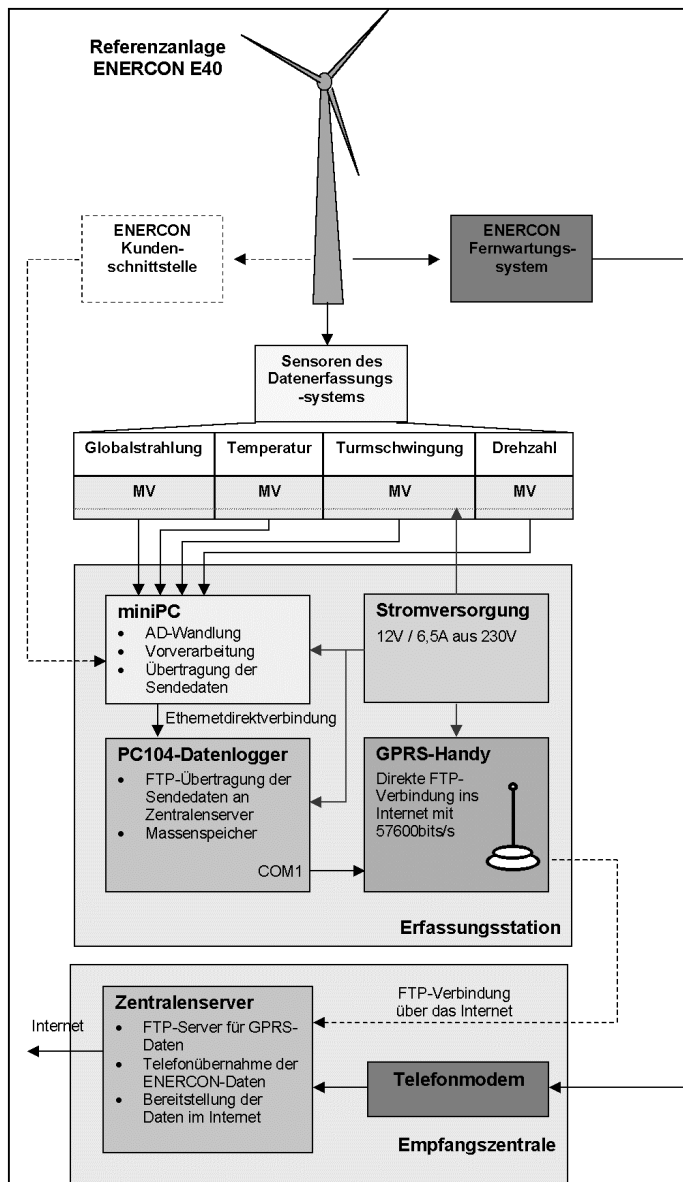 Referenzanlage
ENERCON E40
ENERCON
Kunden-
schnittstelle
ENERCON
Fernwartungs-
system
Sensoren des
Datenerfassungs
-systems
Globalstrahlung
Temperatur
Turmschwingung
Drehzahl
MV
MV
MV
MV
miniPC
• AD-Wandlung
• Vorverarbeitung
• Übertragung der
Sendedaten
Stromversorgung
12V / 6,5A aus 230V
Ethernetdirektverbindung
PC104-Datenlogger
• FTP-Übertragung der
Sendedaten an
Zentralenserver
• Massenspeicher
COM1
GPRS-Handy
Direkte FTP-
Verbindung ins
Internet mit
57600bits/s
Erfassungsstation
Internet
Zentralenserver
• FTP-Server für GPRS-
Daten
• Telefonübernahme der
ENERCON-Daten
• Bereitstellung der
Daten im Internet
FTP-Verbindung
über das Internet
Telefonmodem
Empfangszentrale